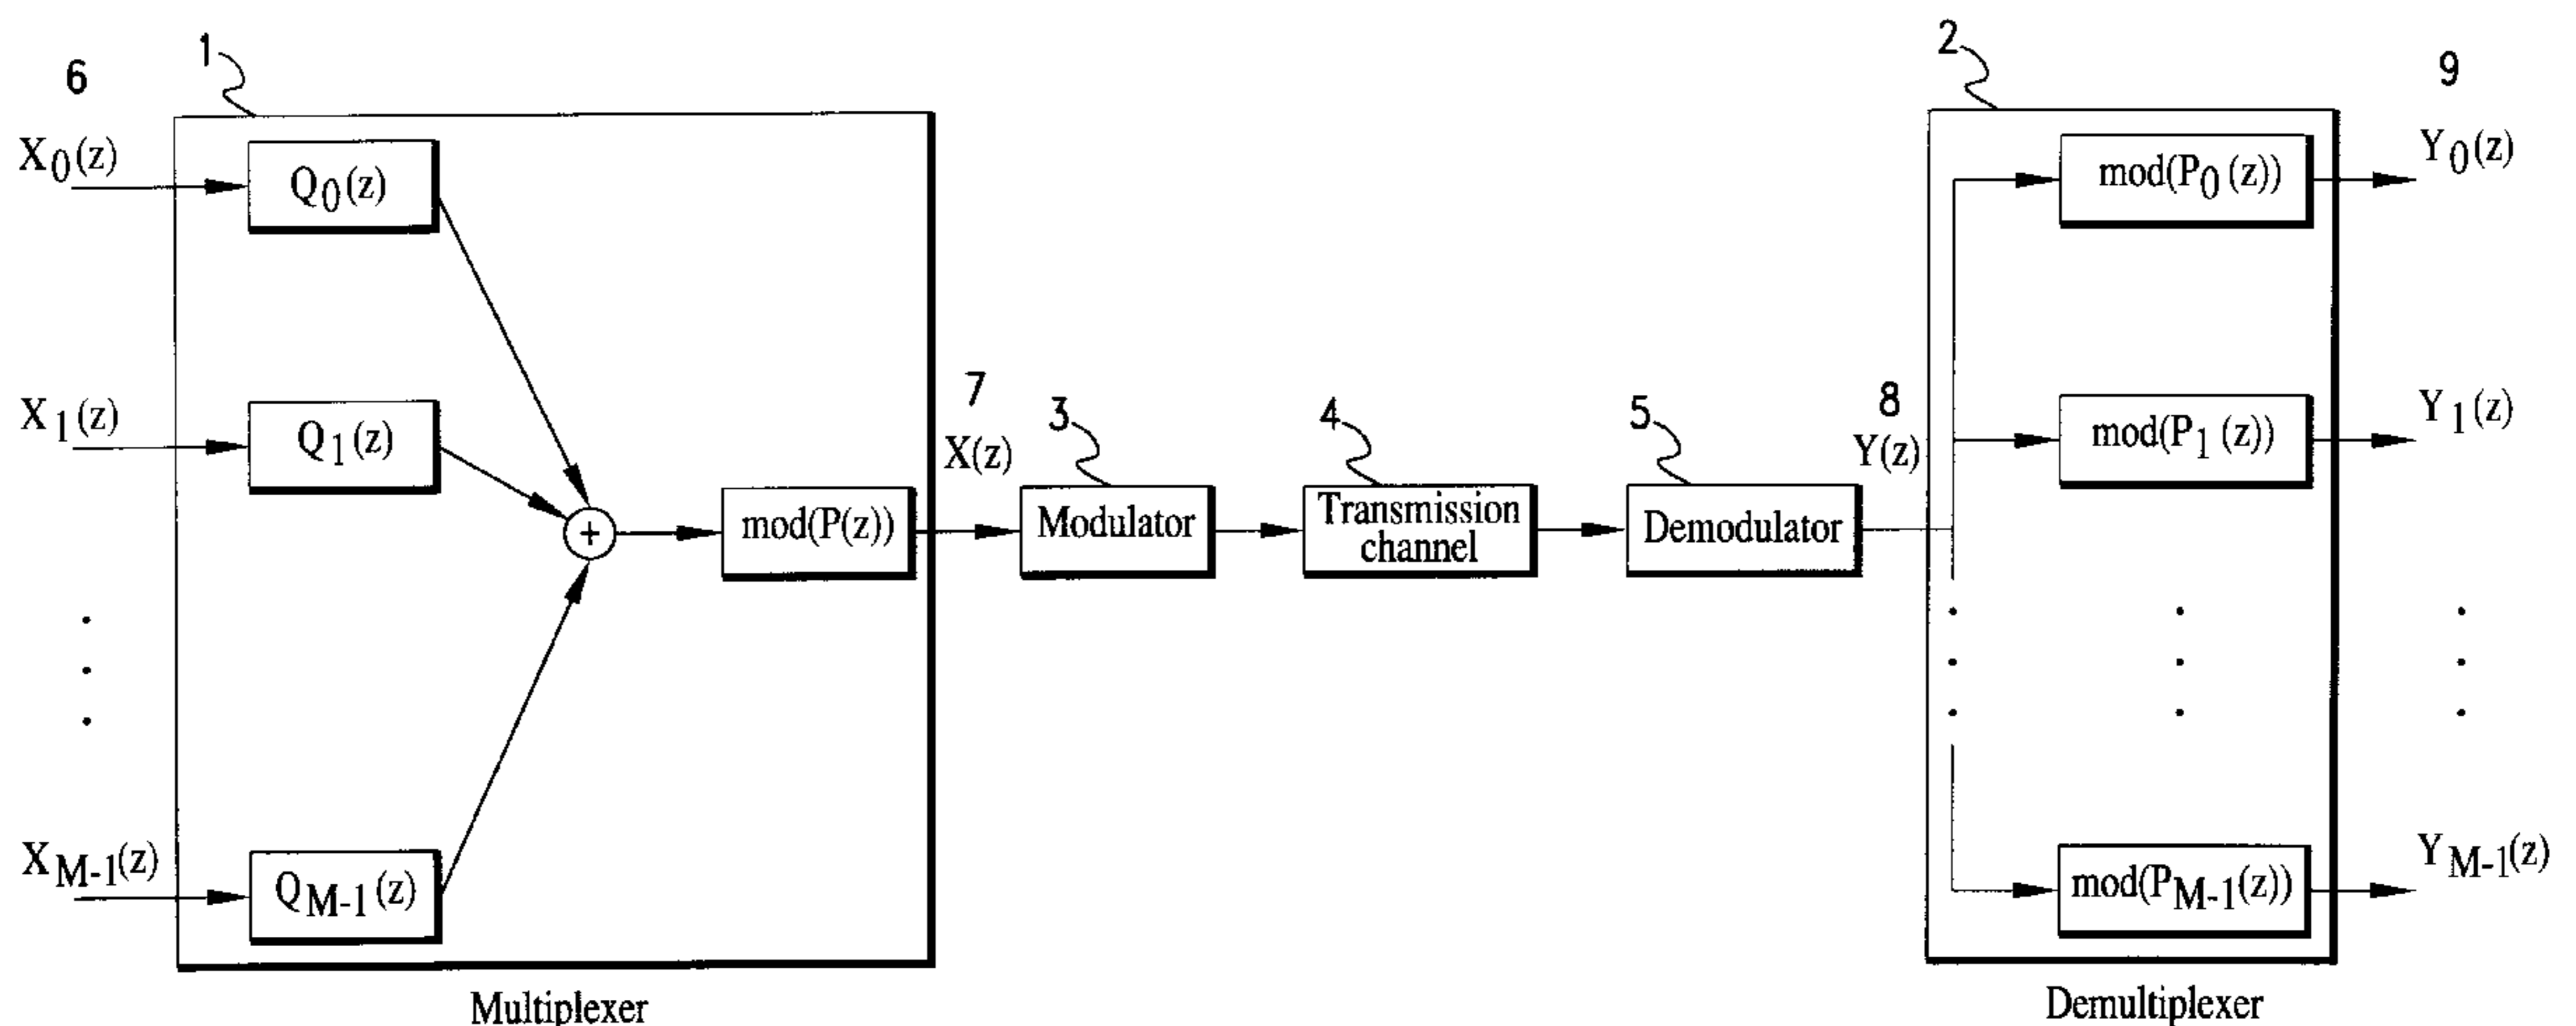 6
1
X0(z)
Q0(z)
X1(z)
Q1(z)
+
mod(P(z))
XM-1(z)
QM-1(z)
Multiplexer
7
X(z)
3
Modulator
4
Transmission
channel
5
Demodulator
8
Y(z)
2
9
mod(P0(z))
Y0(z)
mod(P1(z))
Y1(z)
mod(PM-1(z))
YM-1(z)
Demultiplexer